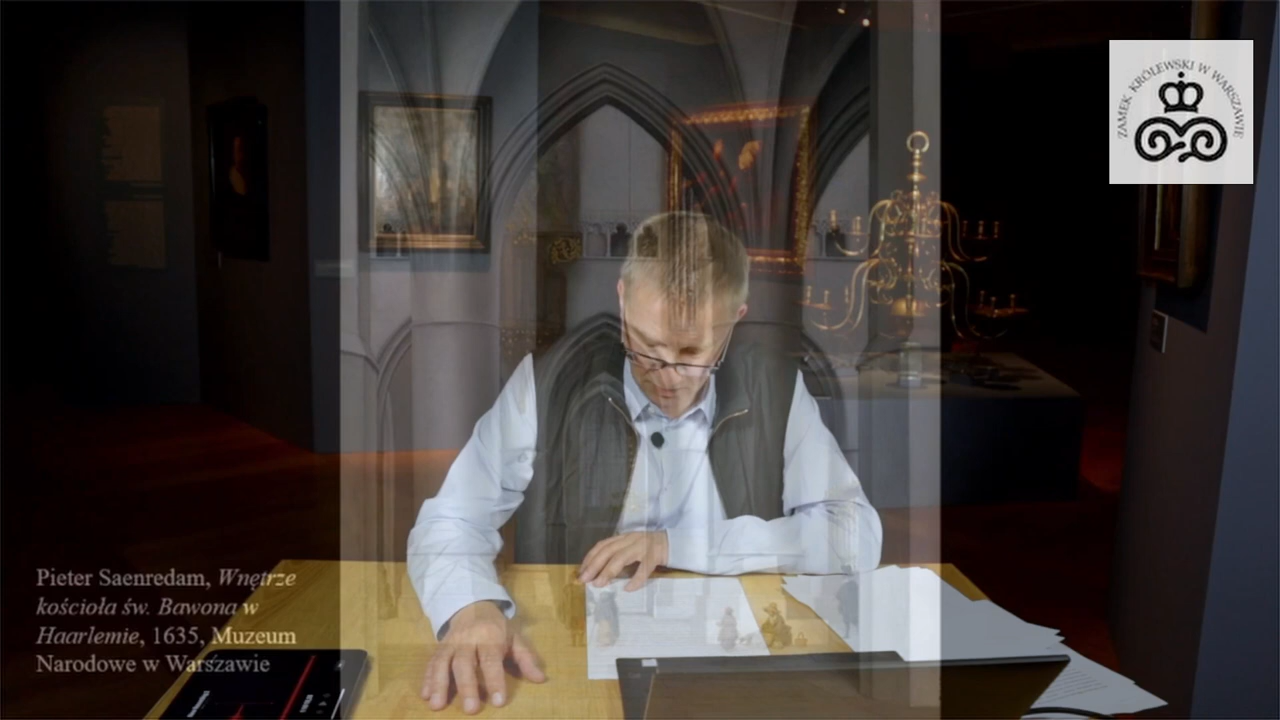 ZAMEK KRÓLEWSKI W WARSZAWIE
Pieter Saenredam, Wnętrze
kościoła św. Bawona w
Haarlemie, 1635, Muzeum
Narodowe w Warszawie